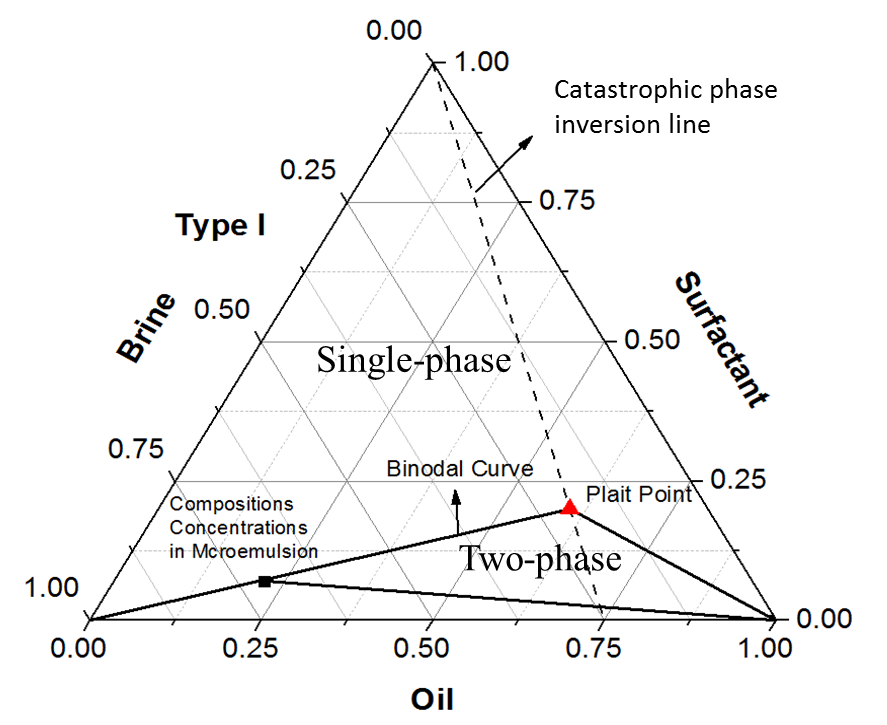 0.00
1.00
Catastrophic phase
inversion line
0.25
0.75
Type I
Brine
Surfactant
0.50
0.50
Single-phase
0.75
Binodal Curve
0.25
Plait Point
Compositions
Concentrations
in Mcroemulsion
Two-phase
1.00
0.00
0.00
0.25
0.50
0.75
1.00
Oil